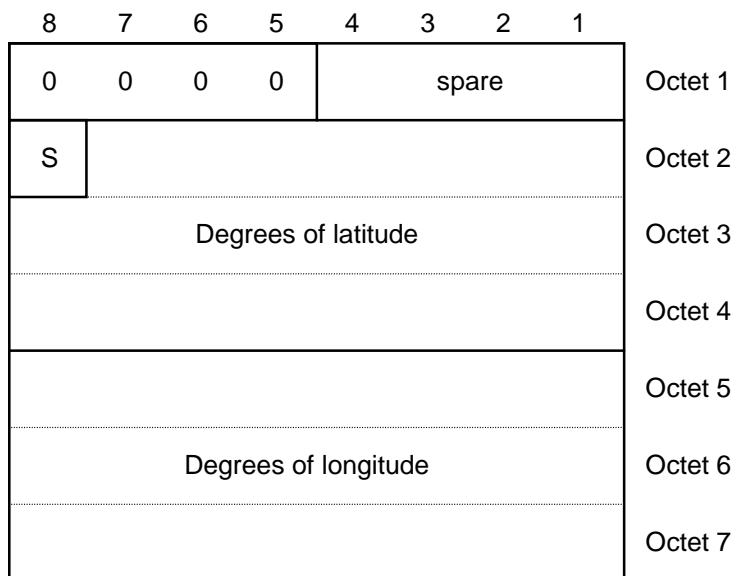 8 7 6 5 4 3 2 1
0 0 0 0 spare Octet 1
S Octet 2
Degrees of latitude Octet 3
Octet 4
Octet 5
Degrees of longitude Octet 6
Octet 7